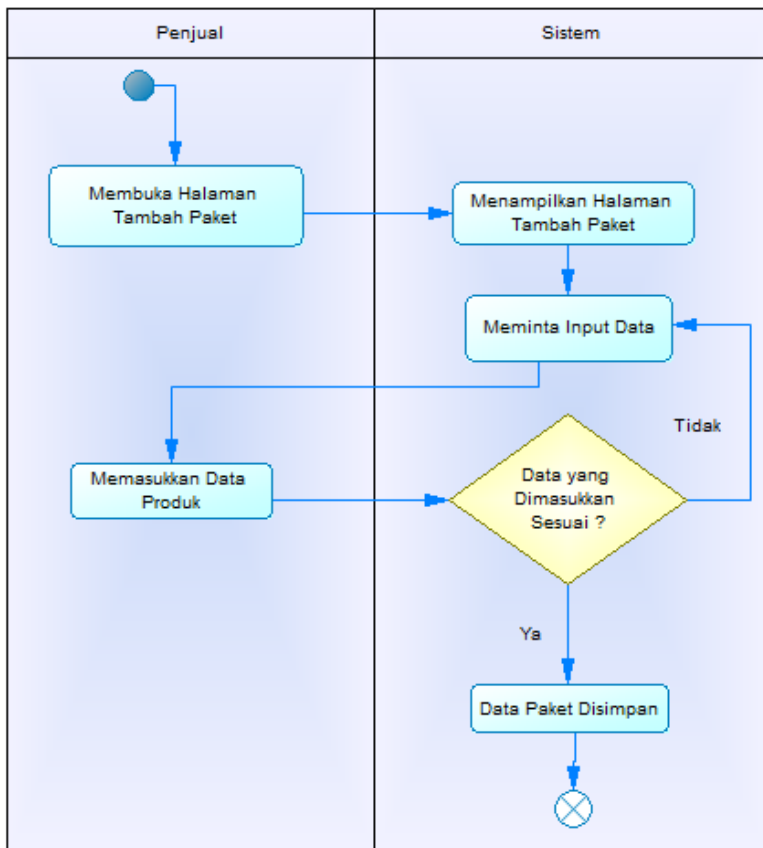 Penjual
Sistem
Membuka Halaman
Tambah Paket
Menampilkan Halaman
Tambah Paket
Meminta Input Data
Tidak
Memasukkan Data
Produk
Data yang
Dimasukkan
Sesuai ?
Ya
Data Paket Disimpan